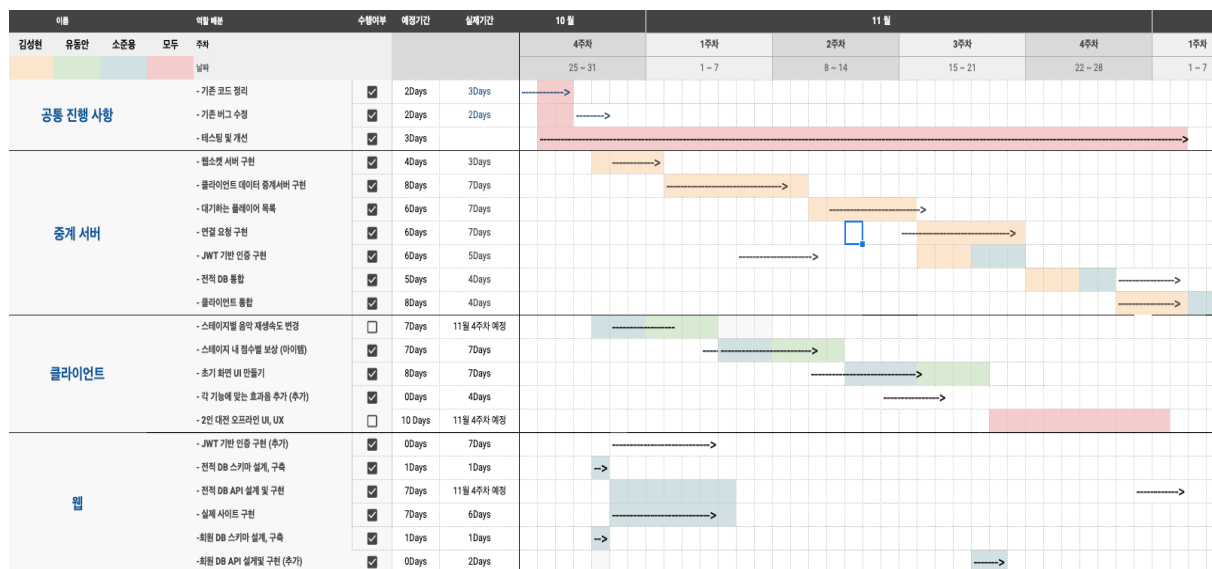 이름 역할 배분 수행여부 예정기간 실제기간 10 월 11 월
김성현 유동안 소준용 모두 주차 4주차 1주차 2주차 3주차 4주차 1주차
날짜 25 ~ 31 1 ~ 7 8 ~ 14 15 ~ 21 22 ~ 28 1 ~ 7
공통 진행 사항
- 기존 코드 정리 2Days 3Days
- 기존 버그 수정 2Days 2Days
- 테스팅 및 개선 3Days
중계 서버
- 웹소켓 서버 구현 4Days 3Days
- 클라이언트 데이터 중계서버 구현 8Days 7Days
- 대기하는 플레이어 목록 6Days 7Days
- 연결 요청 구현 6Days 7Days
- JWT 기반 인증 구현 6Days 5Days
- 전적 DB 통합 5Days 4Days
- 클라이언트 통합 8Days 4Days
클라이언트
- 스테이지별 음악 재생속도 변경 7Days 11월 4주차 예정
- 스테이지 내 점수별 보상 (아이템) 7Days 7Days
- 초기 화면 UI 만들기 8Days 7Days
- 각 기능에 맞는 효과음 추가 (추가) 0Days 4Days
- 2인 대전 오프라인 UI, UX 10 Days 11월 4주차 예정
웹
- JWT 기반 인증 구현 (추가) 0Days 7Days
- 전적 DB 스키마 설계, 구축 1Days 1Days
- 전적 DB API 설계 및 구현 7Days 11월 4주차 예정
- 실제 사이트 구현 7Days 6Days
-회원 DB 스키마 설계, 구축 1Days 1Days
-회원 DB API 설계및 구현 (추가) 0Days 2Days